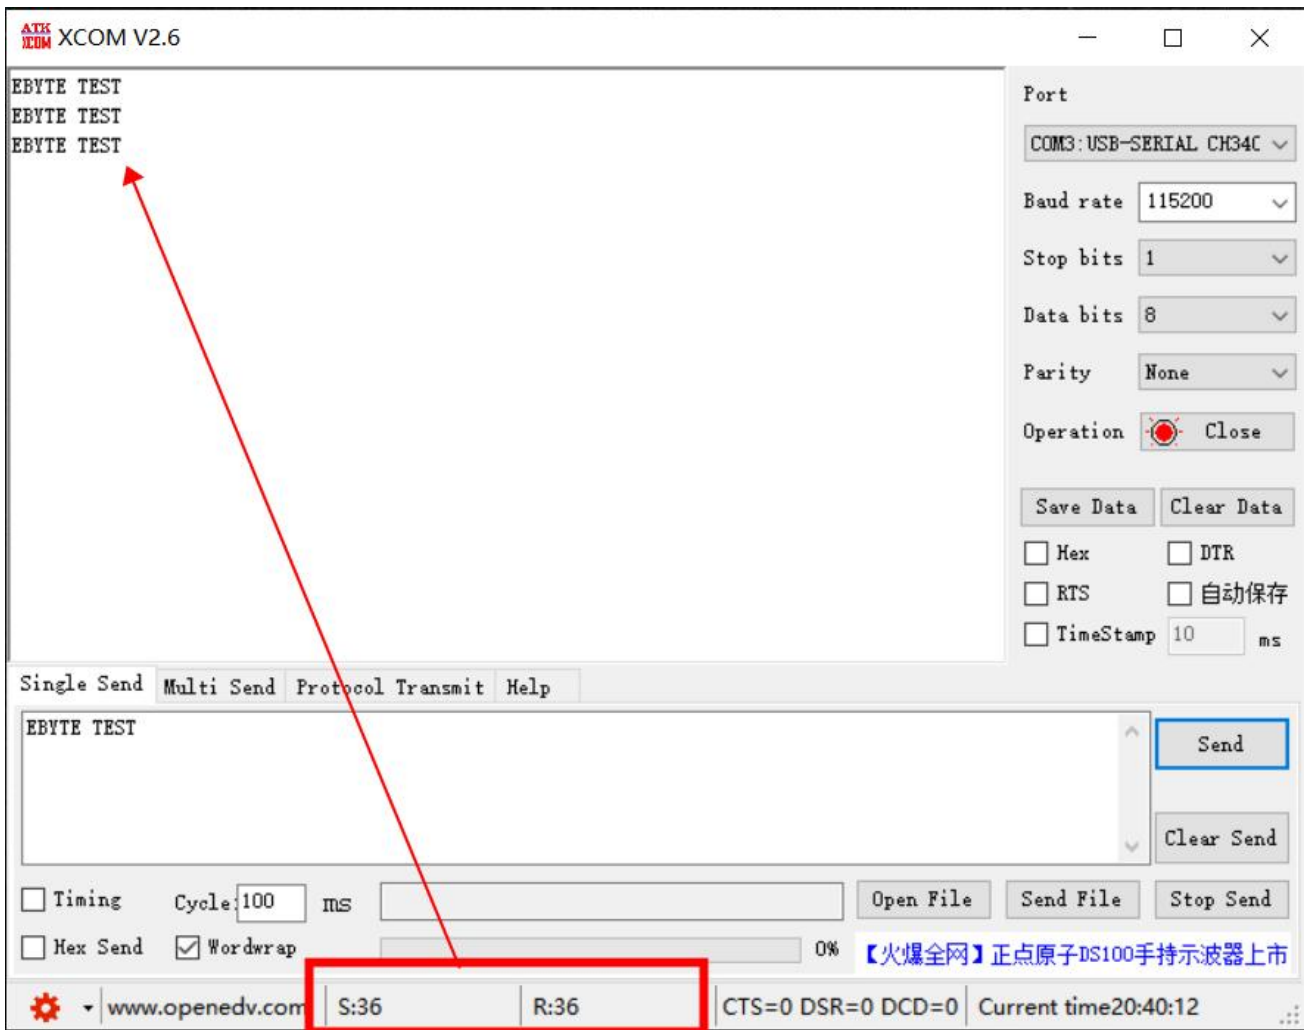 ATK
XCOM XCOM V2.6
EBYTE TEST
EBYTE TEST
EBYTE TEST
Port
COM3:USB-SERIAL CH34C
Baud rate 115200
Stop bits 1
Data bits 8
Parity None
Operation Close
Save Data Clear Data
Hex DTR
RTS 自动保存
TimeStamp 10 ms
Single Send Multi Send Protocol Transmit Help
EBYTE TEST
Send
Clear Send
Timing Cycle:100 ms Open File Send File Stop Send
Hex Send Wordwrap 0% 【火爆全网】正点原子DS100手持示波器上市
www.openedv.com S:36 R:36 CTS=0 DSR=0 DCD=0 Current time20:40:12